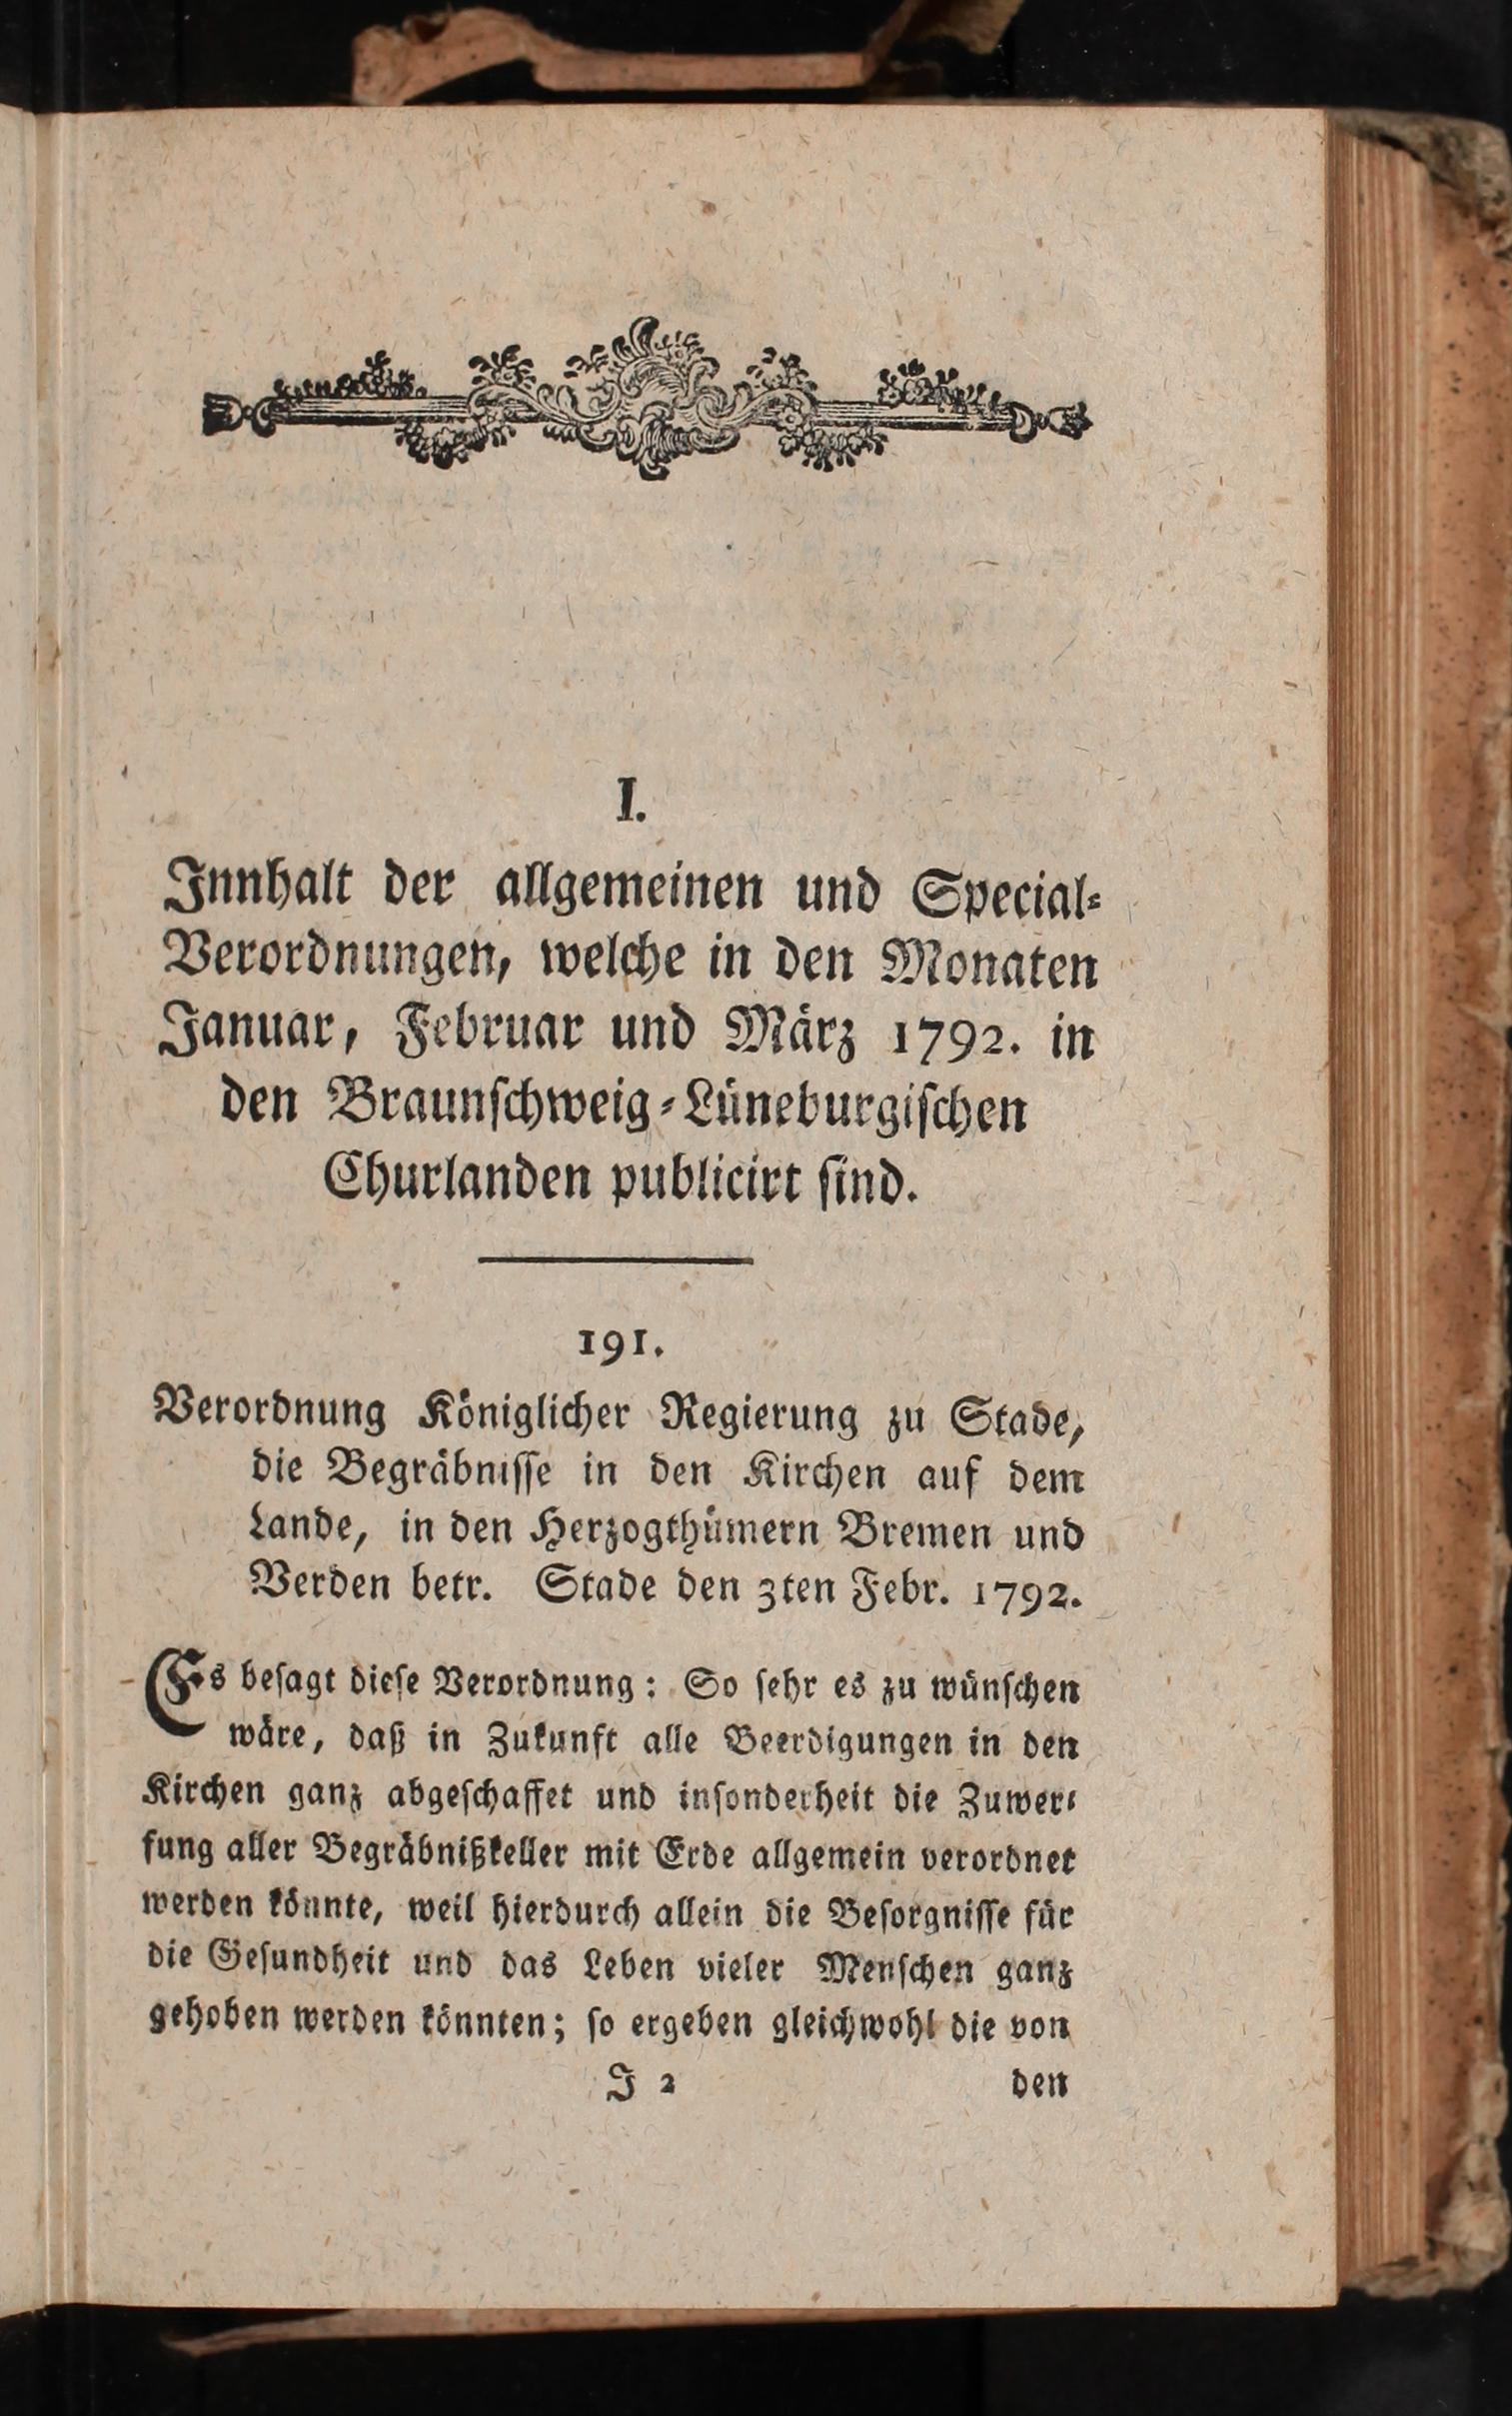 I.
Innhalt der allgemeinen und Special-
Verordnungen, welche in den Monaten
Januar, Februar und März 1792. in
den Braunschweig-Lüneburgischen
Churlanden publicirt sind.
191.
Verordnung Königlicher Regierung zu Stade,
die Begräbnisse in den Kirchen auf dem
Lande, in den Herzogthümern Bremen und
Verden betr. Stade den 3ten Febr. 1792.
Es besagt diese Verordnung: So sehr es zu wünschen
wäre, daß in Zukunft alle Beerdigungen in den
Kirchen ganz abgeschaffet und insonderheit die Zuwer-
fung aller Begräbnißkeller mit Erde allgemein verordnet
werden könnte, weil hierdurch allein die Besorgnisse für
die Gesundheit und das Leben vieler Menschen ganz
gehoben werden könnten; so ergeben gleichwohl die von
I 2 den